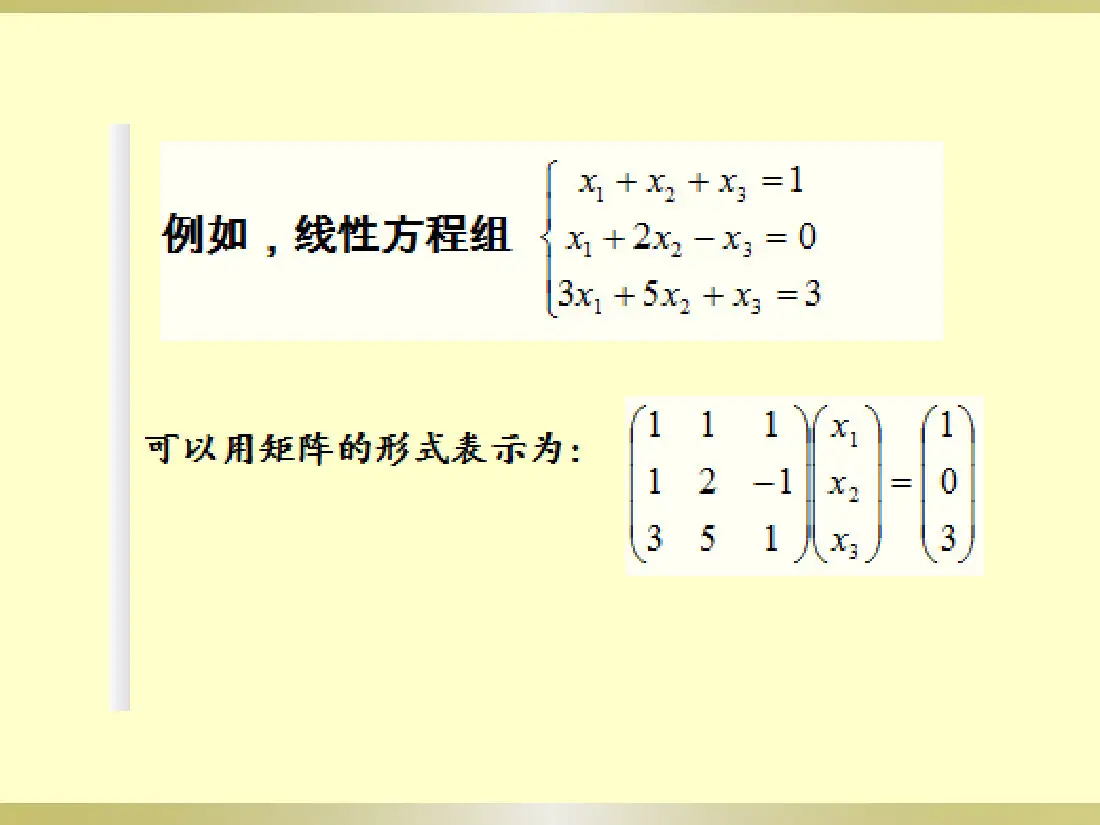 x₁ + x₂ + x₃ = 1
例如，线性方程组 x₁ + 2x₂ − x₃ = 0
3x₁ + 5x₂ + x₃ = 3
1 1 1 x₁ 1
可以用矩阵的形式表示为：
1 2 −1 x₂ = 0
3 5 1 x₃ 3